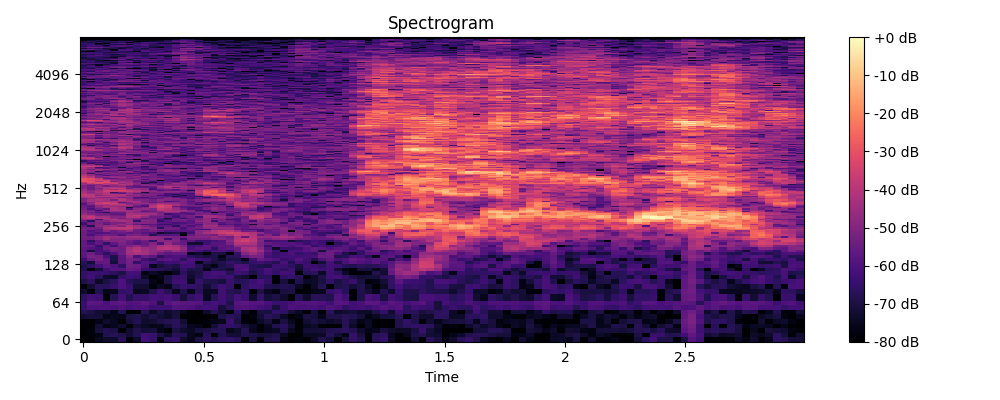 Spectrogram
Hz
4096
2048
1024
512
256
128
64
0
0
0.5
1
1.5
2
2.5
Time
+0 dB
-10 dB
-20 dB
-30 dB
-40 dB
-50 dB
-60 dB
-70 dB
-80 dB